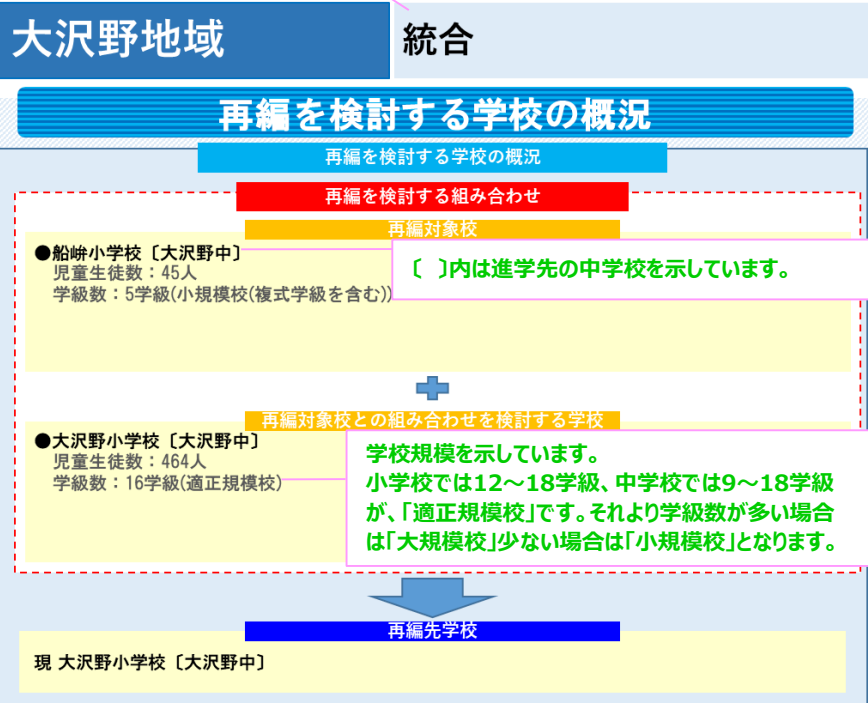 大沢野地域
統合
再編を検討する学校の概況
再編を検討する学校の概況
再編を検討する組み合わせ
再編対象校
●船峅小学校〔大沢野中〕
児童生徒数：45人
学級数：5学級(小規模校(複式学級を含む))
〔　〕内は進学先の中学校を示しています。
再編対象校との組み合わせを検討する学校
●大沢野小学校〔大沢野中〕
児童生徒数：464人
学級数：16学級(適正規模校)
学校規模を示しています。
小学校では12～18学級、中学校では9～18学級
が、「適正規模校」です。それより学級数が多い場合
は「大規模校」少ない場合は「小規模校」となります。
再編先学校
現 大沢野小学校〔大沢野中〕